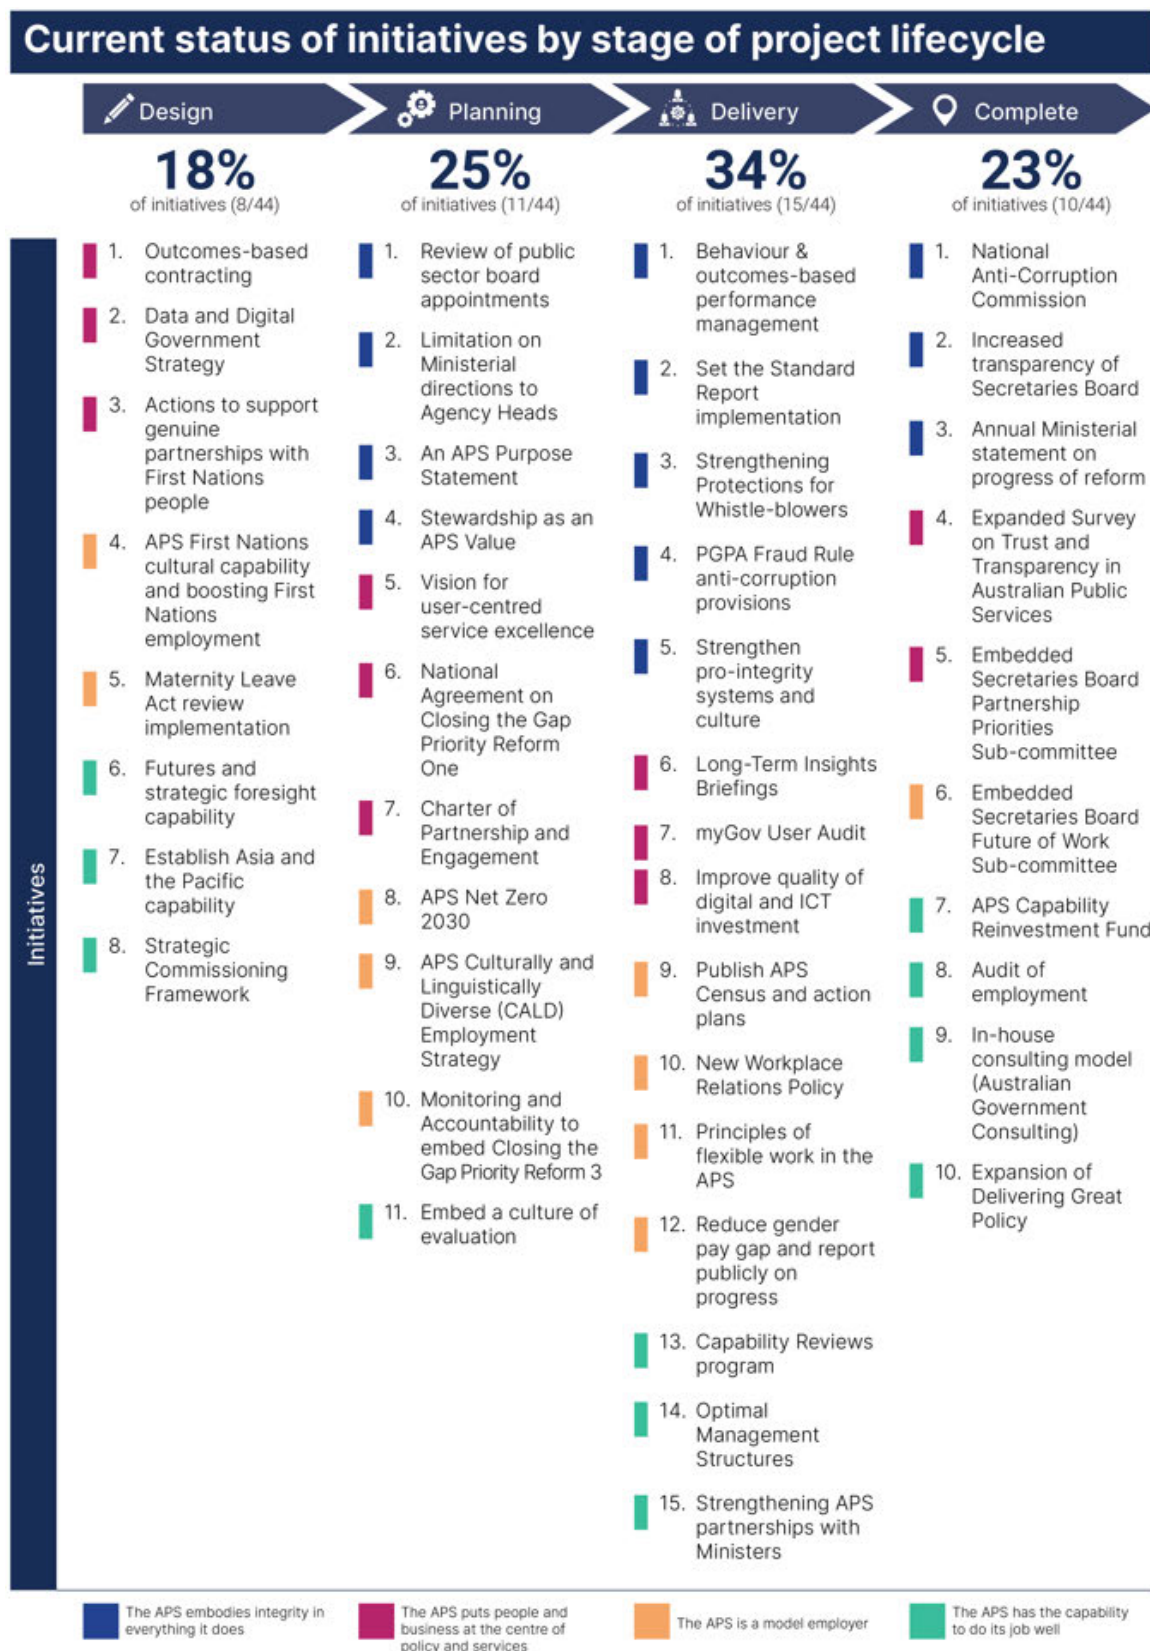 Current status of initiatives by stage of project lifecycle
Design
18%
of initiatives (8/44)
Planning
25%
of initiatives (11/44)
Delivery
34%
of initiatives (15/44)
Complete
23%
of initiatives (10/44)
Initiatives
1. Outcomes-based
contracting
2. Data and Digital
Government
Strategy
3. Actions to support
genuine
partnerships with
First Nations
people
4. APS First Nations
cultural capability
and boosting First
Nations
employment
5. Maternity Leave
Act review
implementation
6. Futures and
strategic foresight
capability
7. Establish Asia and
the Pacific
capability
8. Strategic
Commissioning
Framework
1. Review of public
sector board
appointments
2. Limitation on
Ministerial
directions to
Agency Heads
3. An APS Purpose
Statement
4. Stewardship as an
APS Value
5. Vision for
user-centred
service excellence
6. National
Agreement on
Closing the Gap
Priority Reform
One
7. Charter of
Partnership and
Engagement
8. APS Net Zero
2030
9. APS Culturally and
Linguistically
Diverse (CALD)
Employment
Strategy
10. Monitoring and
Accountability to
embed Closing the
Gap Priority Reform 3
11. Embed a culture of
evaluation
1. Behaviour &
outcomes-based
performance
management
2. Set the Standard
Report
implementation
3. Strengthening
Protections for
Whistle-blowers
4. PGPA Fraud Rule
anti-corruption
provisions
5. Strengthen
pro-integrity
systems and
culture
6. Long-Term Insights
Briefings
7. myGov User Audit
8. Improve quality of
digital and ICT
investment
9. Publish APS
Census and action
plans
10. New Workplace
Relations Policy
11. Principles of
flexible work in the
APS
12. Reduce gender
pay gap and report
publicly on
progress
13. Capability Reviews
program
14. Optimal
Management
Structures
15. Strengthening APS
partnerships with
Ministers
1. National
Anti-Corruption
Commission
2. Increased
transparency of
Secretaries Board
3. Annual Ministerial
statement on
progress of reform
4. Expanded Survey
on Trust and
Transparency in
Australian Public
Services
5. Embedded
Secretaries Board
Partnership
Priorities
Sub-committee
6. Embedded
Secretaries Board
Future of Work
Sub-committee
7. APS Capability
Reinvestment Fund
8. Audit of
employment
9. In-house
consulting model
(Australian
Government
Consulting)
10. Expansion of
Delivering Great
Policy
The APS embodies integrity in
everything it does
The APS puts people and
business at the centre of
policy and services
The APS is a model employer
The APS has the capability
to do its job well